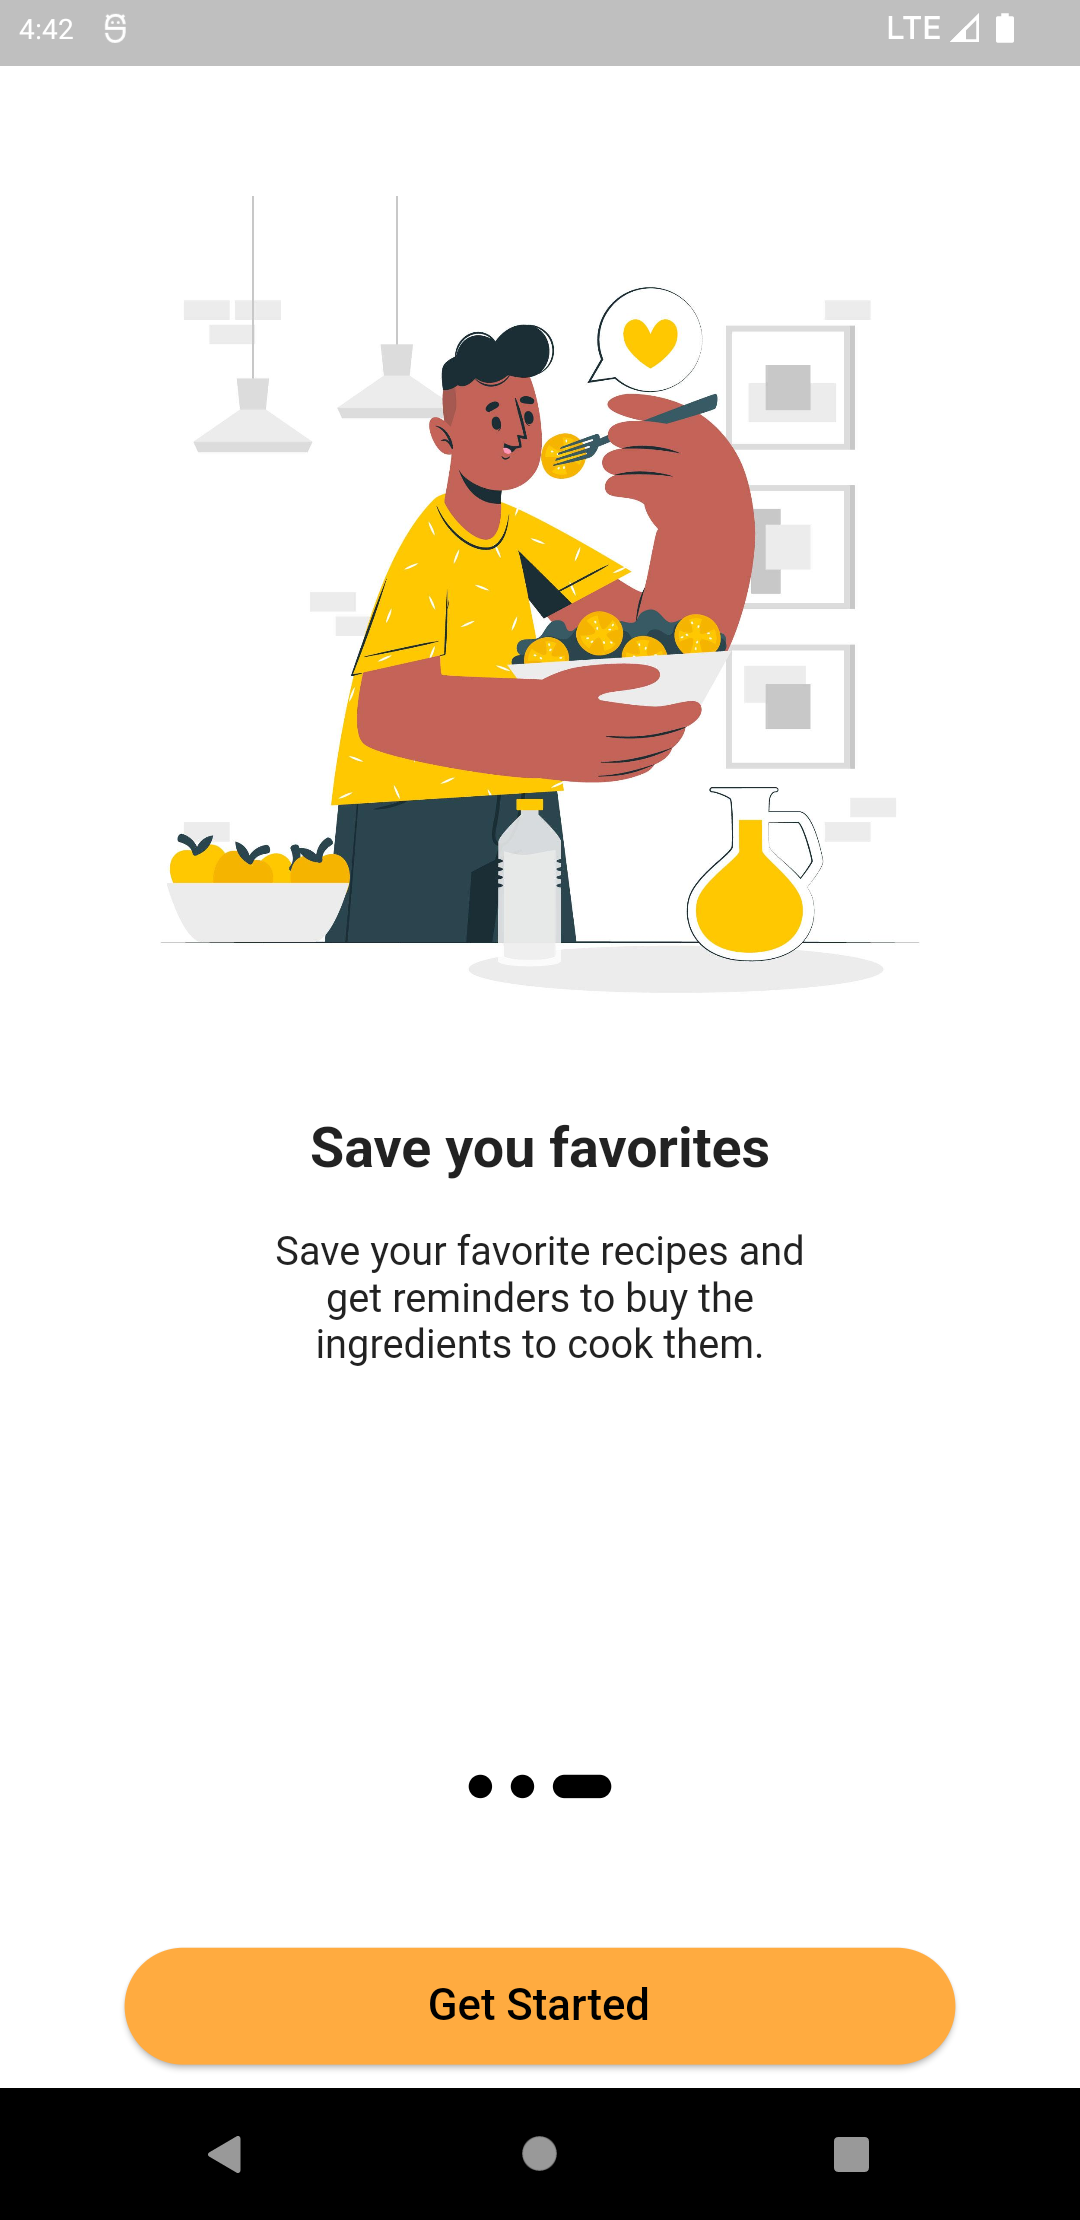 4:42
LTE
Save you favorites
Save your favorite recipes and
get reminders to buy the
ingredients to cook them.
Get Started